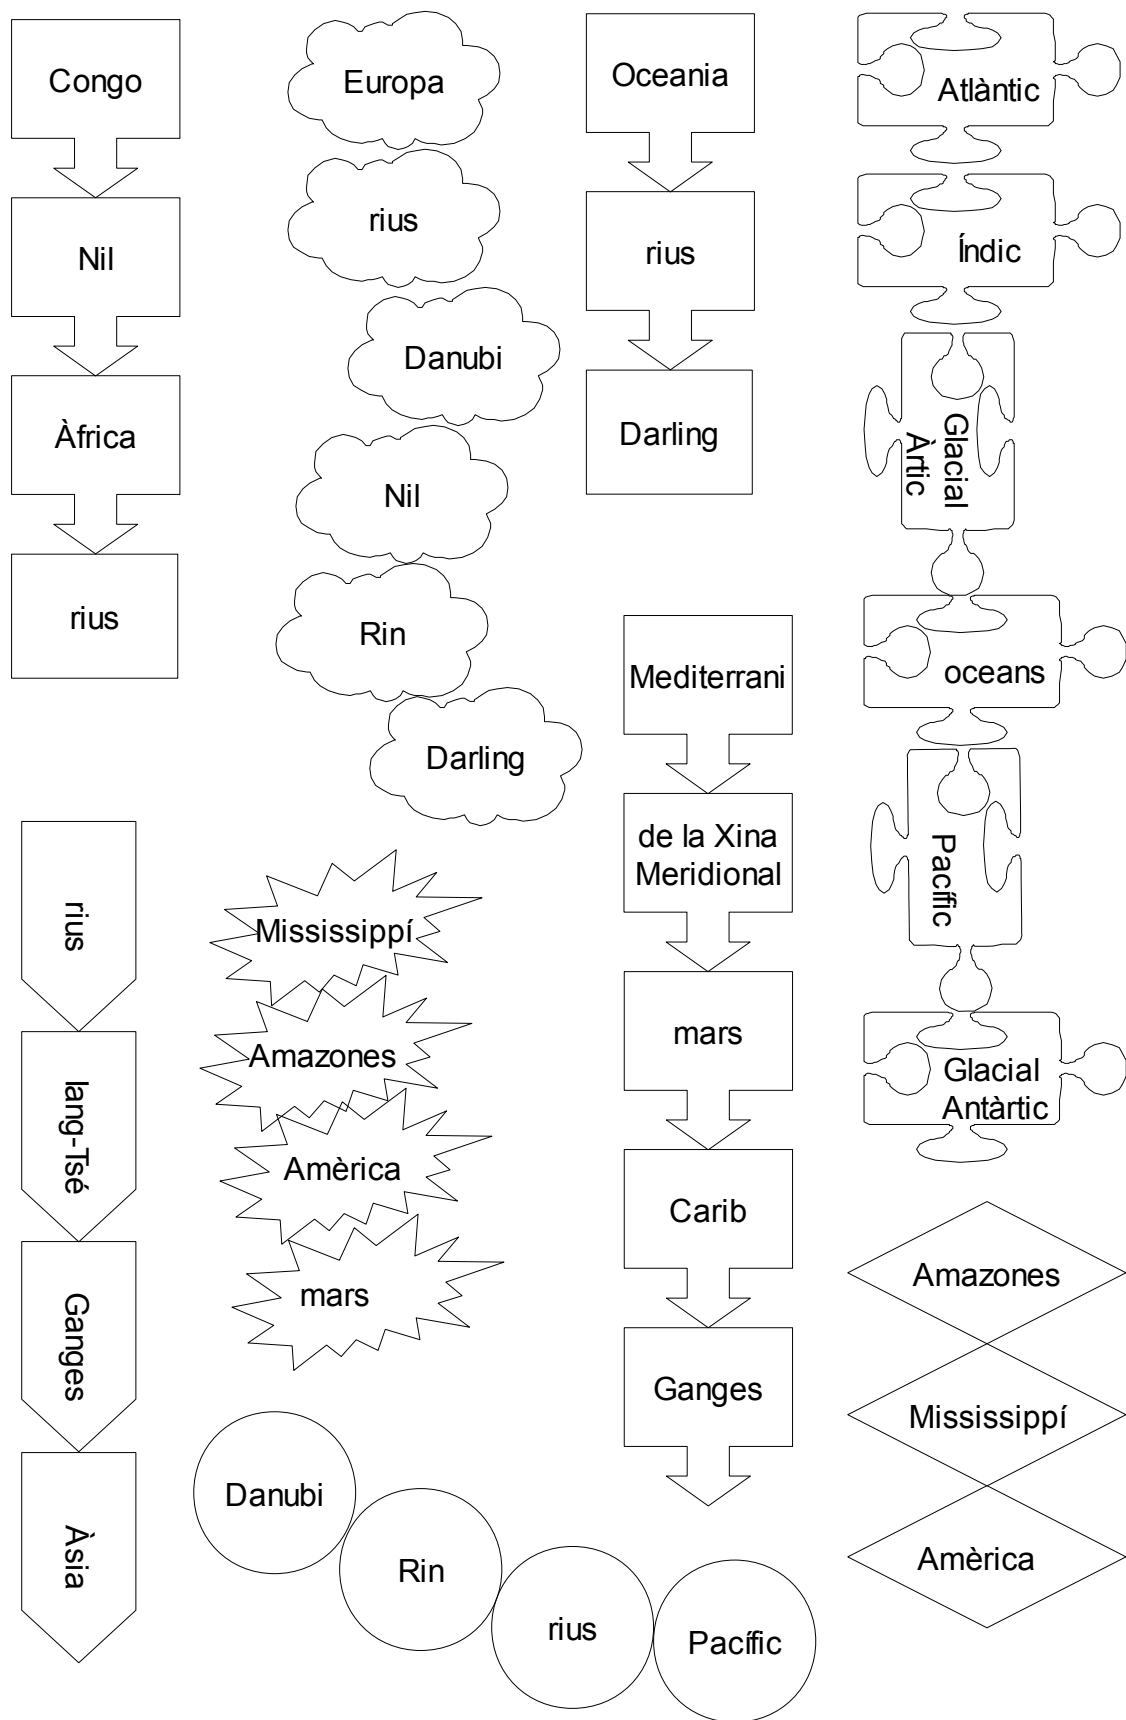 Congo
Nil
Àfrica
rius
Europa
rius
Danubi
Nil
Rin
Darling
Oceania
rius
Darling
Atlàntic
Índic
Glacial
Àrtic
oceans
Pacífic
Glacial
Antàrtic
Mediterrani
de la Xina
Meridional
mars
Carib
Ganges
rius
Iang-Tsé
Ganges
Àsia
Mississippí
Amazones
Amèrica
mars
Danubi
Rin
rius
Pacífic
Amazones
Mississippí
Amèrica